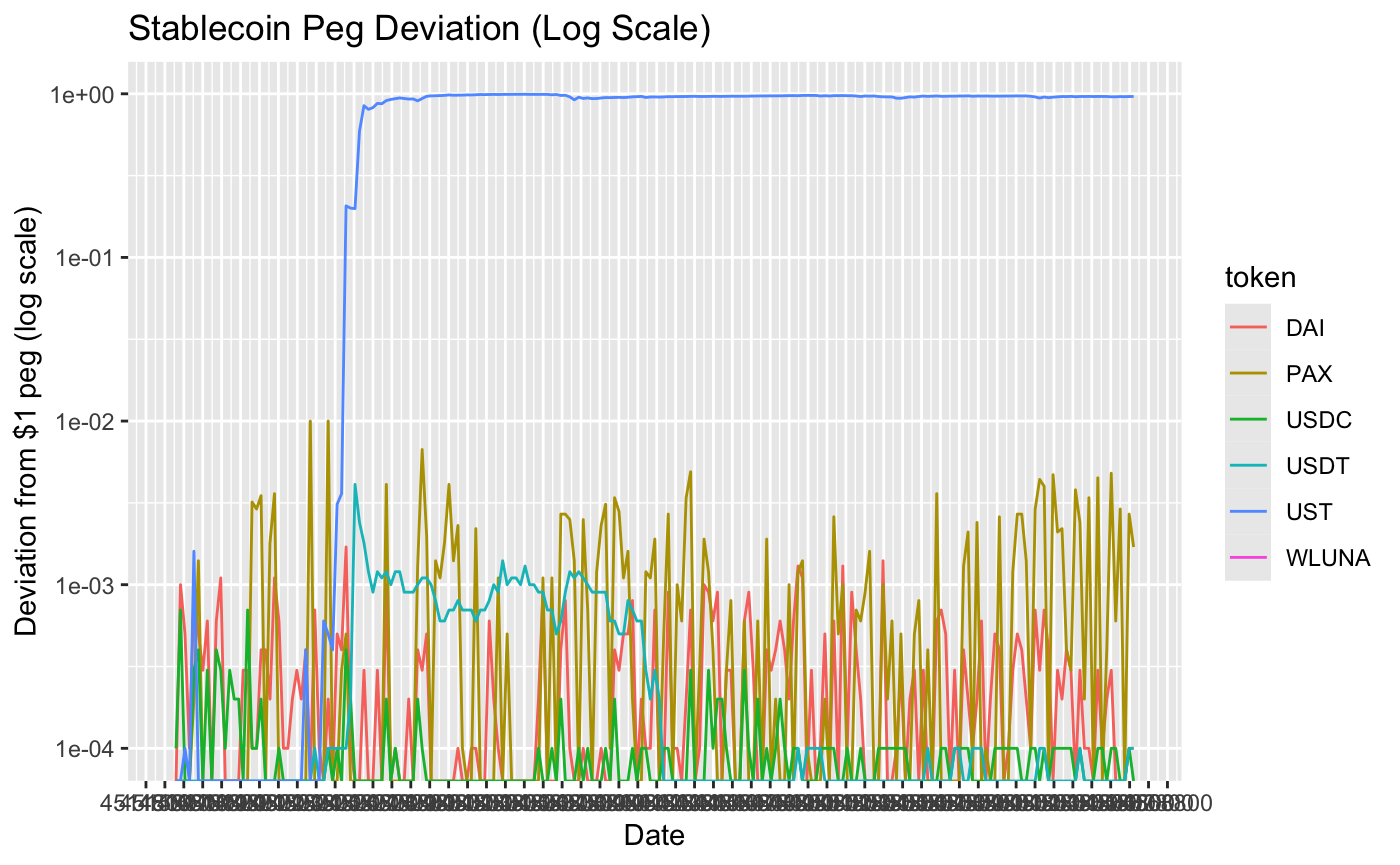 Stablecoin Peg Deviation (Log Scale)
Deviation from $1 peg (log scale)
1e+00
1e-01
1e-02
1e-03
1e-04
Date
token
DAI
PAX
USDC
USDT
UST
WLUNA